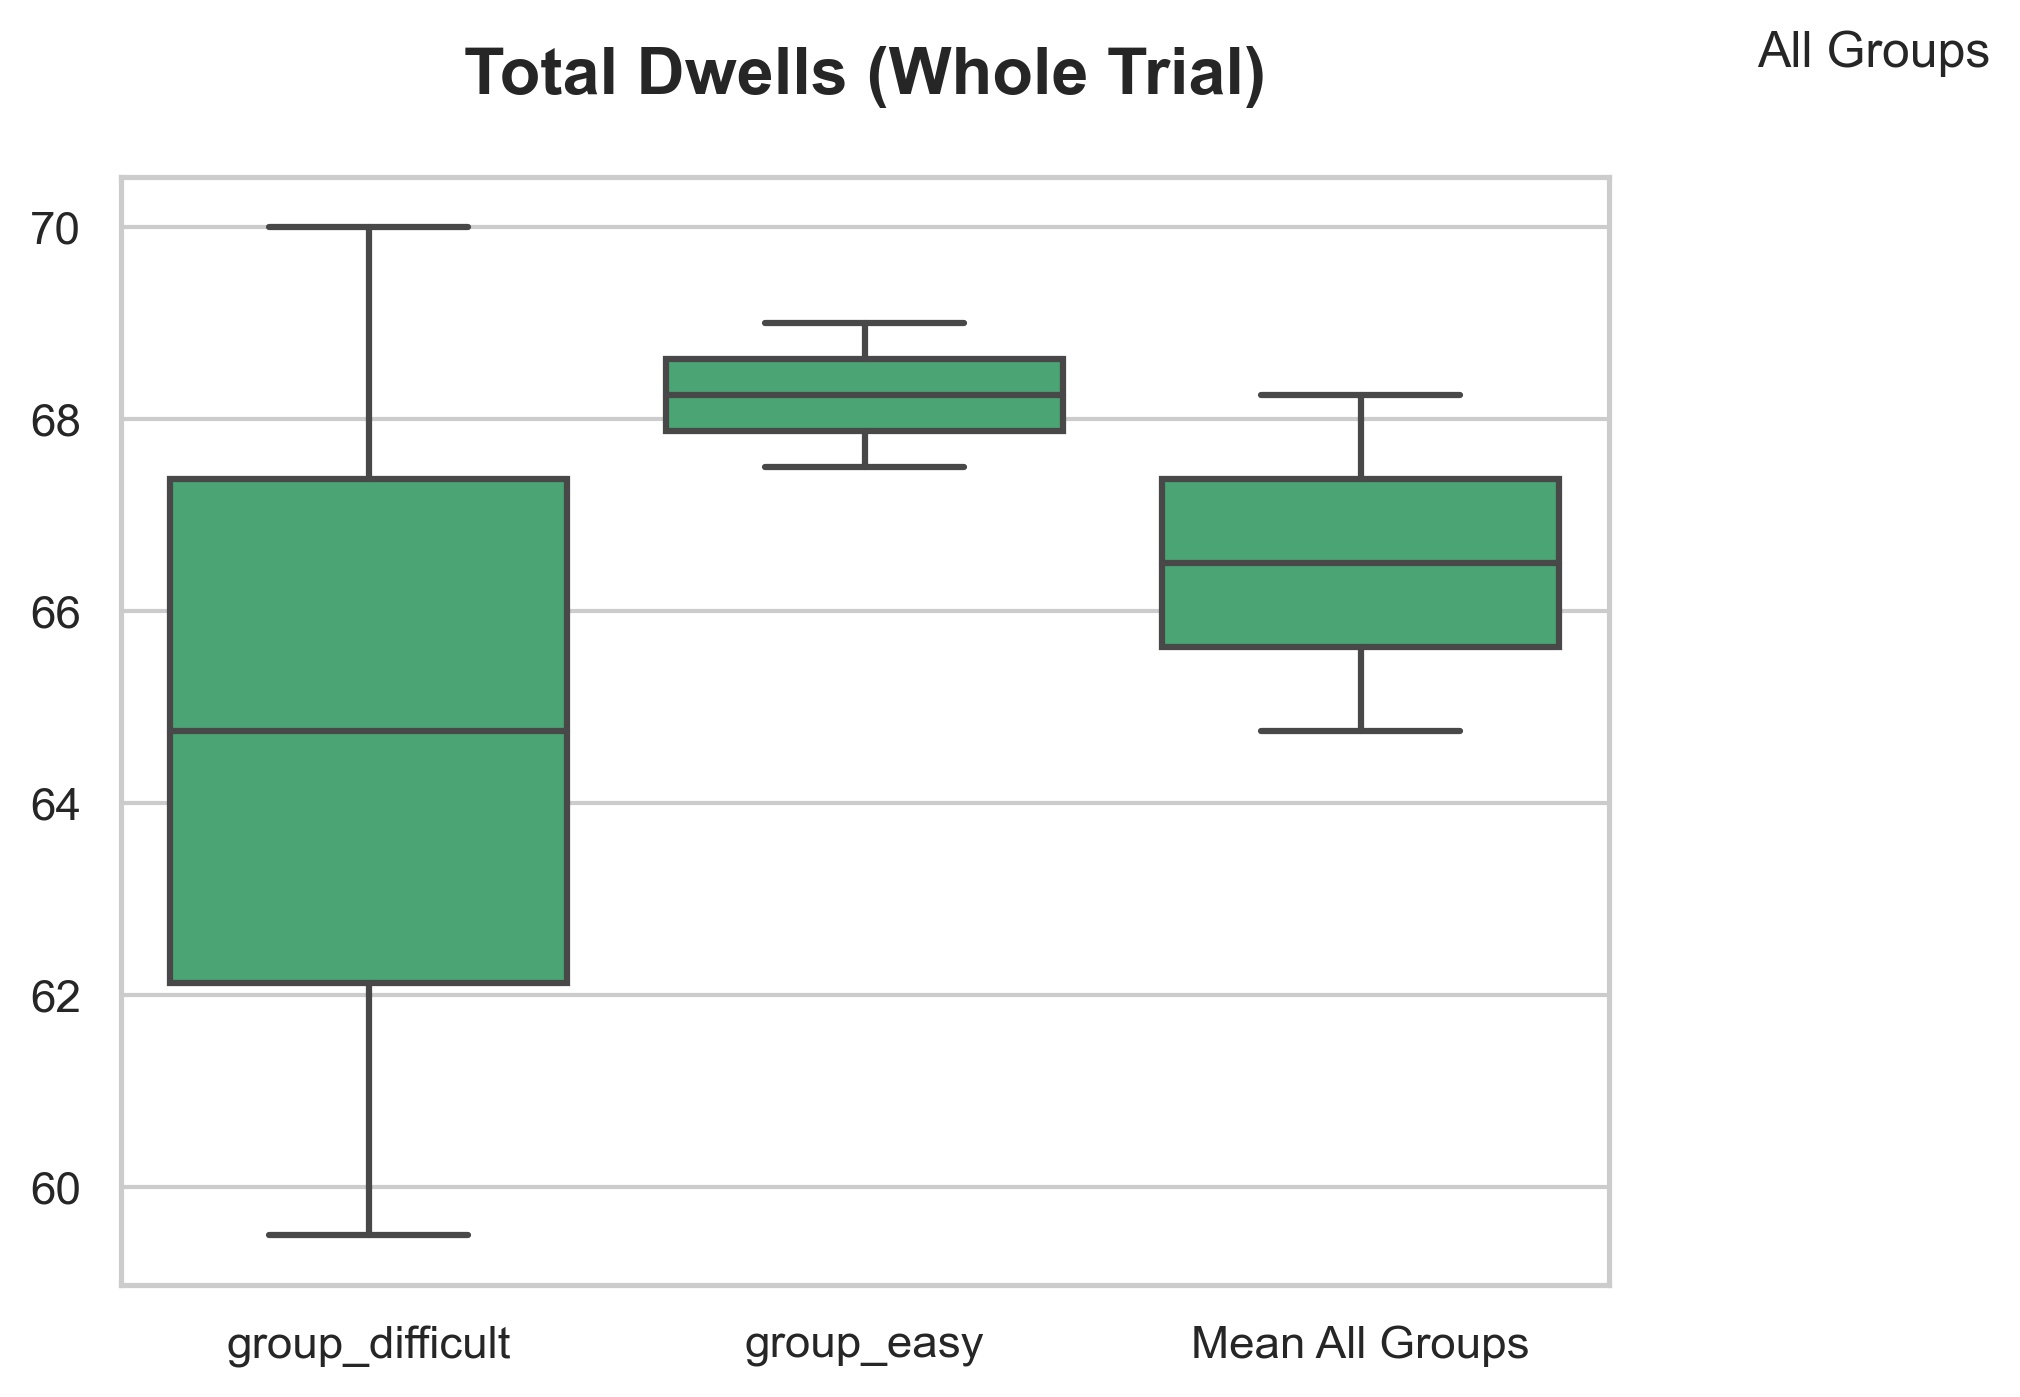 All Groups
Total Dwells (Whole Trial)
70
68
66
64
62
60
group_difficult
group_easy
Mean All Groups